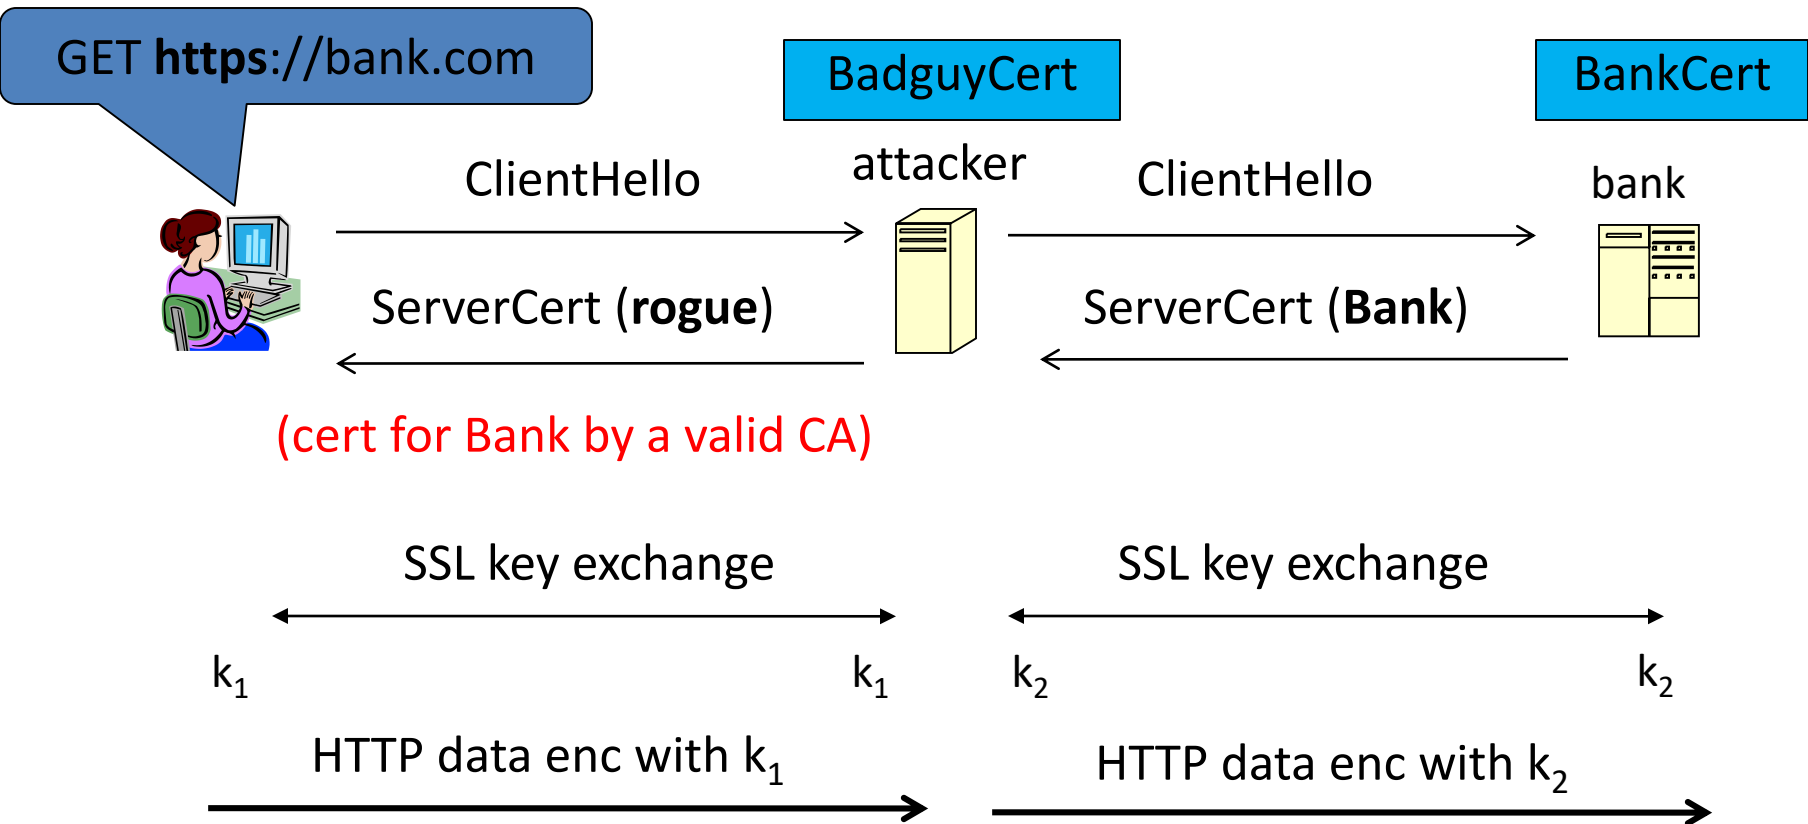 GET https://bank.com
BadguyCert
BankCert
attacker
bank
ClientHello
ClientHello
ServerCert (rogue)
ServerCert (Bank)
(cert for Bank by a valid CA)
SSL key exchange
SSL key exchange
k₁
k₁
k₂
k₂
HTTP data enc with k₁
HTTP data enc with k₂